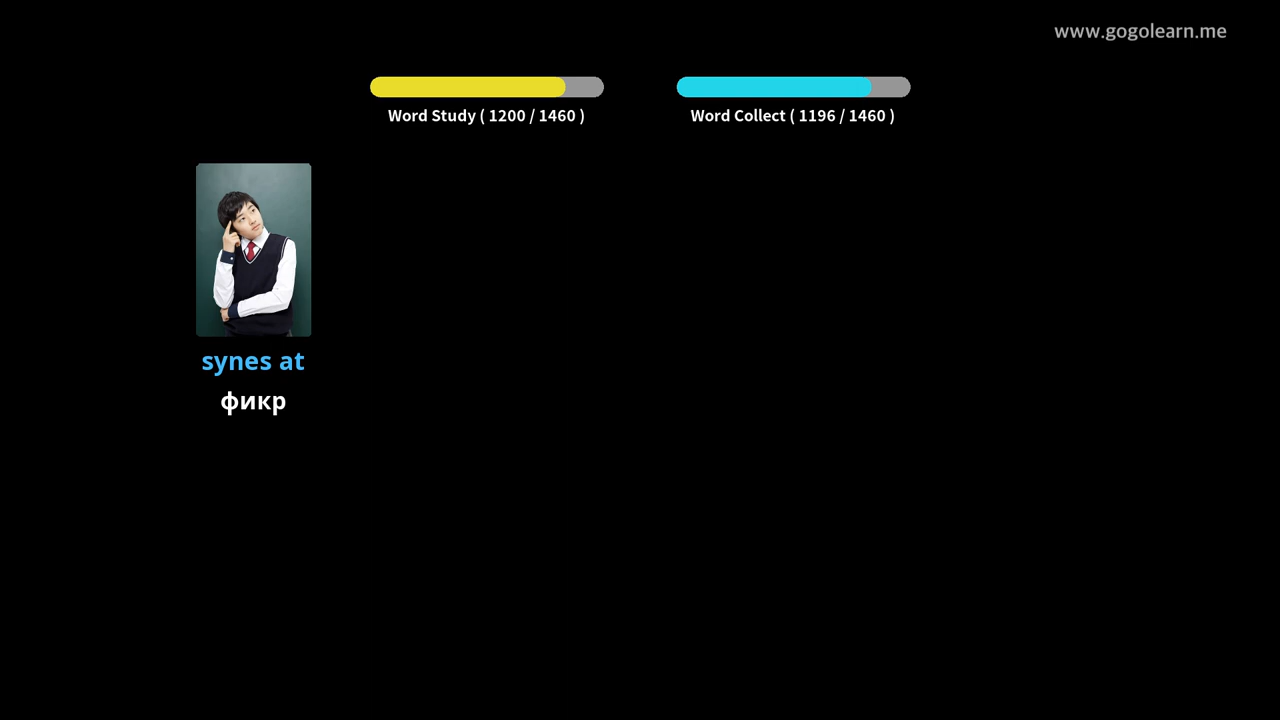 www.gogolearn.me
Word Study ( 1200 / 1460 )
Word Collect ( 1196 / 1460 )
synes at
фикр